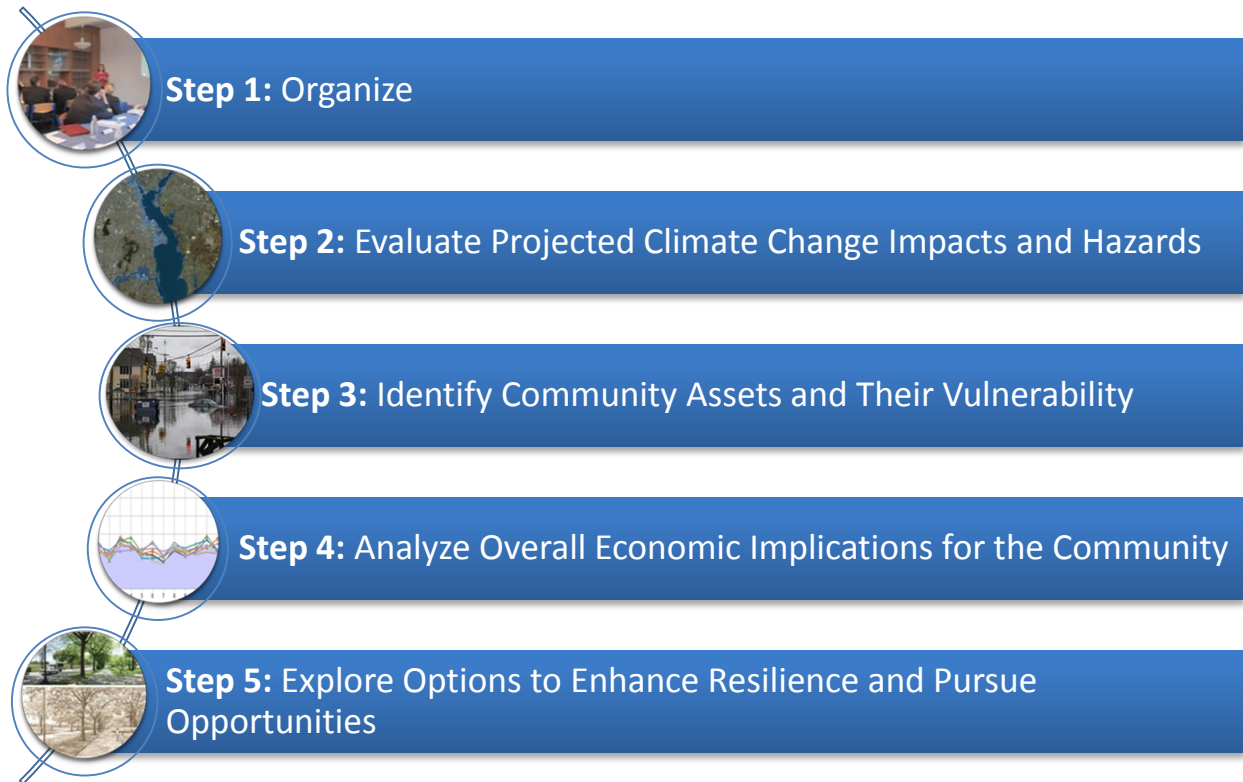 Step 1: Organize
Step 2: Evaluate Projected Climate Change Impacts and Hazards
Step 3: Identify Community Assets and Their Vulnerability
Step 4: Analyze Overall Economic Implications for the Community
Step 5: Explore Options to Enhance Resilience and Pursue
Opportunities